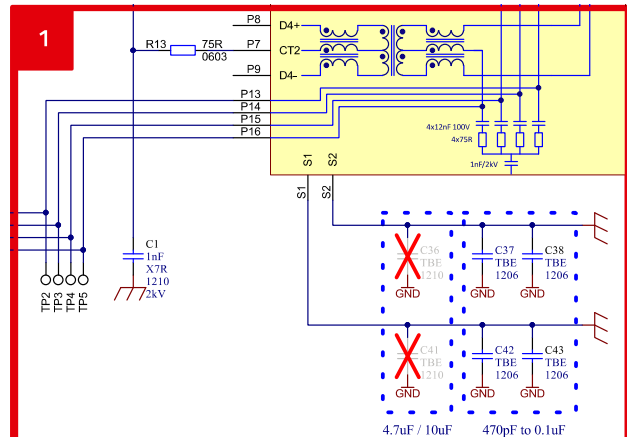 1
P8
D4+
R13
75R
0603
P7
CT2
P9
D4-
P13
P14
P15
P16
4x12nF 100V
4x75R
1nF/2kV
S1
S2
S1
S2
C1
1nF
X7R
1210
2kV
TP2
TP3
TP4
TP5
C36
TBE
1210
GND
C37
TBE
1206
GND
C38
TBE
1206
GND
C41
TBE
1210
GND
C42
TBE
1206
GND
C43
TBE
1206
GND
4.7uF / 10uF
470pF to 0.1uF